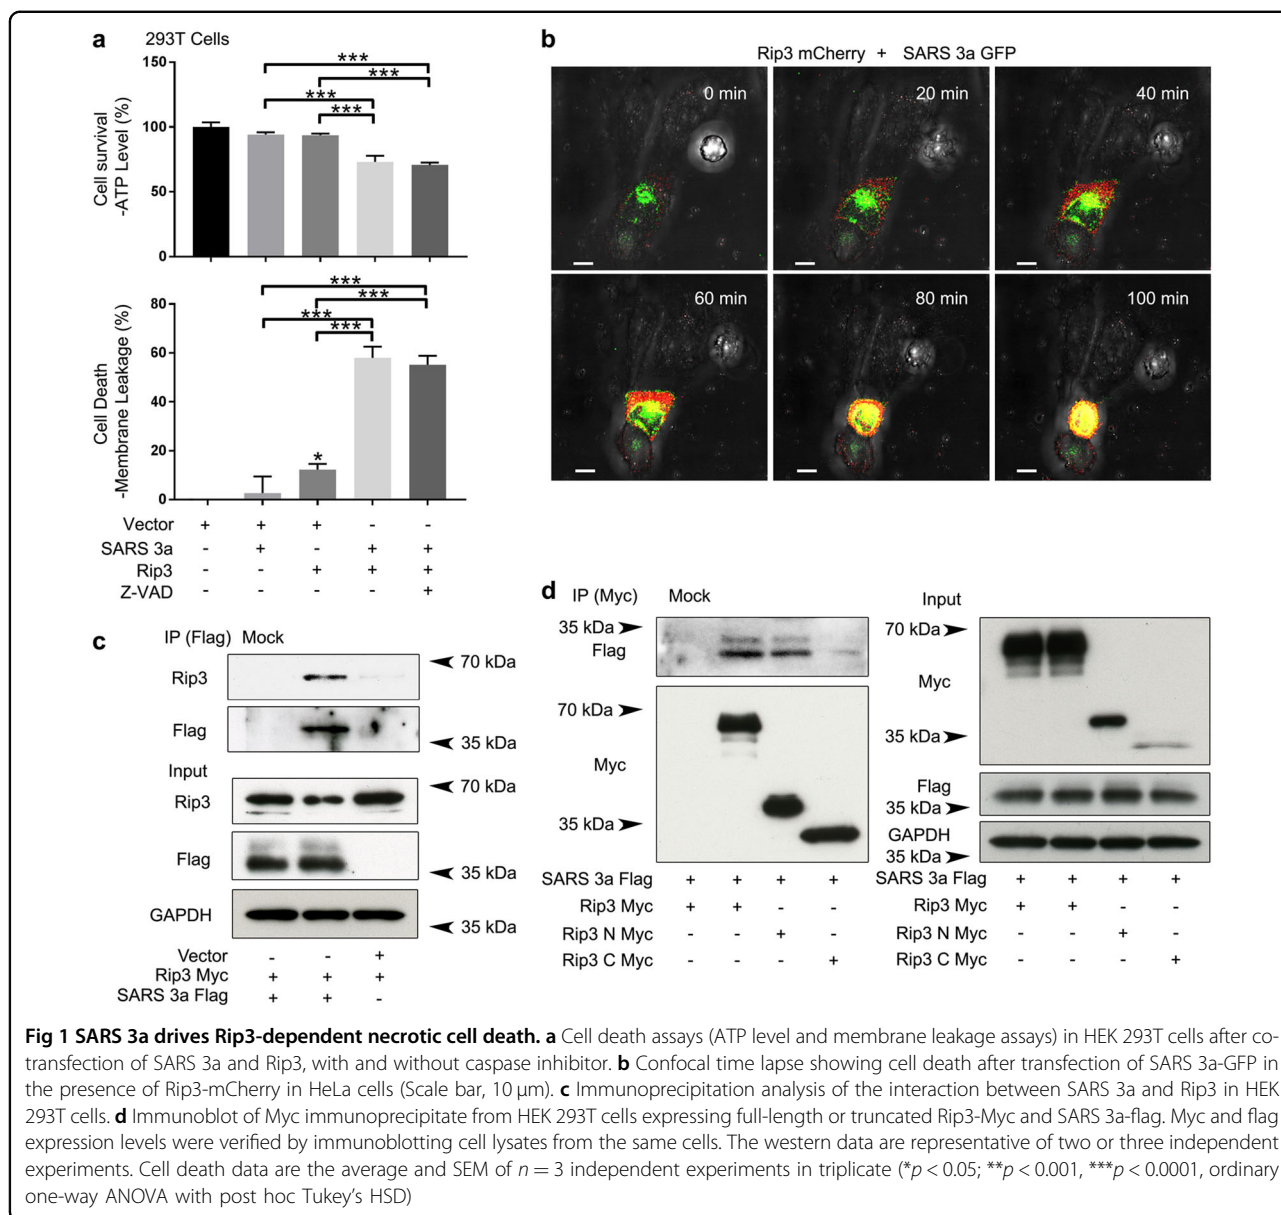 a
293T Cells
Cell survival
-ATP Level (%)
150
100
50
0
***
***
***
***
Cell Death
-Membrane Leakage (%)
80
60
40
20
0
***
***
***
***
*
Vector + + + - -
SARS 3a - + - + +
Rip3 - - + + +
Z-VAD - - - - +
b
Rip3 mCherry + SARS 3a GFP
0 min
20 min
40 min
60 min
80 min
100 min
c
IP (Flag) Mock
Rip3
70 kDa
Flag
35 kDa
Input
Rip3
70 kDa
Flag
35 kDa
GAPDH
35 kDa
Vector - - +
Rip3 Myc + + +
SARS 3a Flag + + -
d
IP (Myc) Mock
35 kDa
Flag
70 kDa
Myc
35 kDa
SARS 3a Flag + + + +
Rip3 Myc + + - -
Rip3 N Myc - - + -
Rip3 C Myc - - - +
Input
70 kDa
Myc
35 kDa
Flag
35 kDa
GAPDH
35 kDa
SARS 3a Flag + + + +
Rip3 Myc + + - -
Rip3 N Myc - - + -
Rip3 C Myc - - - +
Fig 1 SARS 3a drives Rip3-dependent necrotic cell death. a Cell death assays (ATP level and membrane leakage assays) in HEK 293T cells after co-
transfection of SARS 3a and Rip3, with and without caspase inhibitor. b Confocal time lapse showing cell death after transfection of SARS 3a-GFP in
the presence of Rip3-mCherry in HeLa cells (Scale bar, 10 μm). c Immunoprecipitation analysis of the interaction between SARS 3a and Rip3 in HEK
293T cells. d Immunoblot of Myc immunoprecipitate from HEK 293T cells expressing full-length or truncated Rip3-Myc and SARS 3a-flag. Myc and flag
expression levels were verified by immunoblotting cell lysates from the same cells. The western data are representative of two or three independent
experiments. Cell death data are the average and SEM of n = 3 independent experiments in triplicate (*p < 0.05; **p < 0.001, ***p < 0.0001, ordinary
one-way ANOVA with post hoc Tukey's HSD)